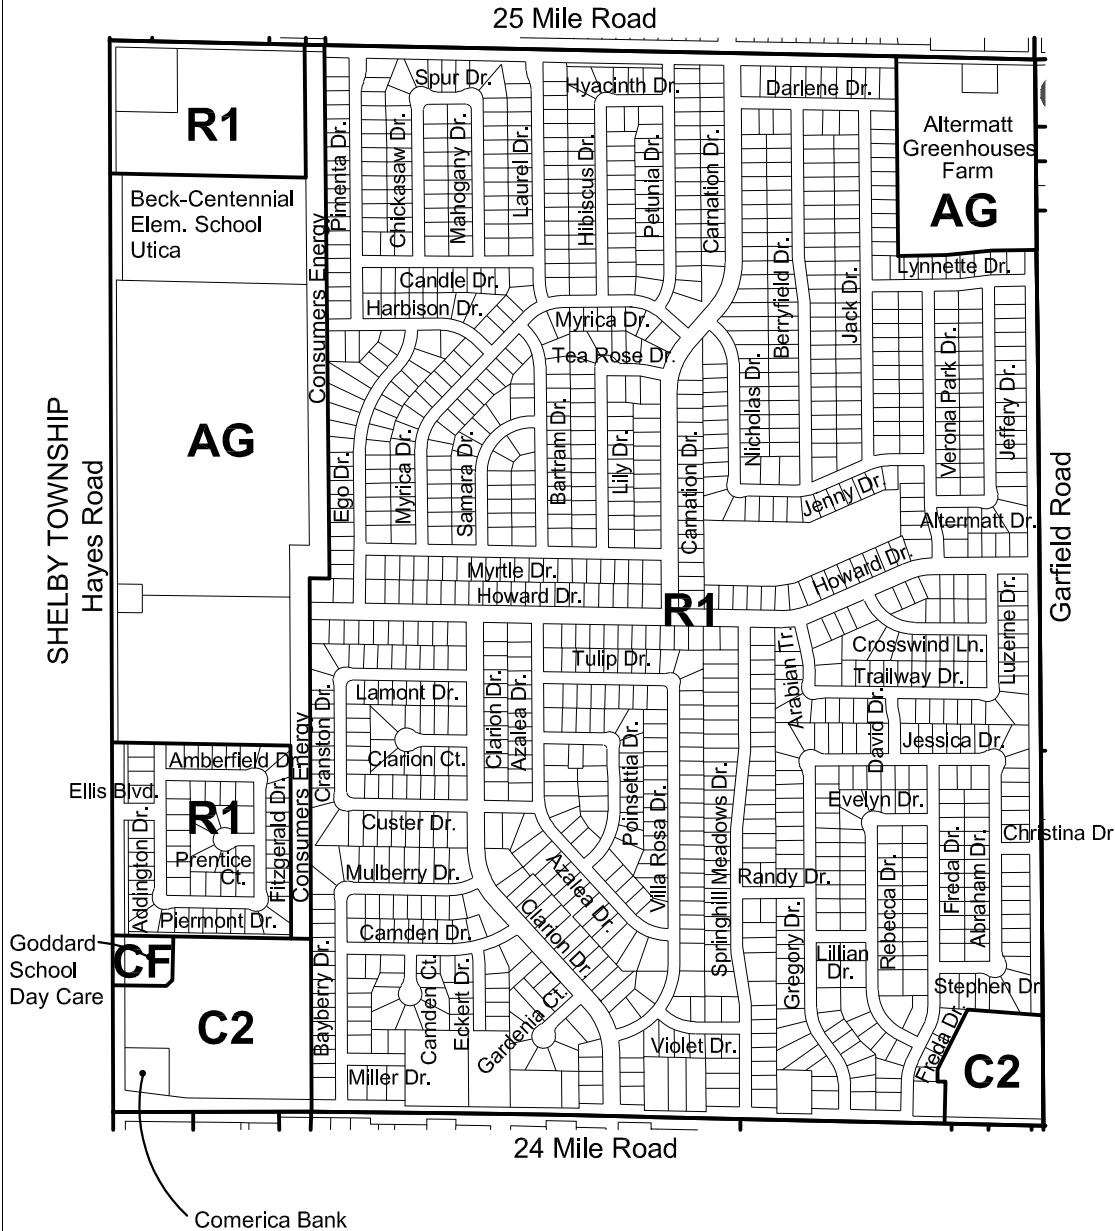 25 Mile Road
R1
Spur Dr.
Hyacinth Dr.
Darlene Dr.
Altermatt
Greenhouses
Farm
AG
Pimenta Dr.
Chickasaw Dr.
Mahogany Dr.
Laurel Dr.
Hibiscus Dr.
Petunia Dr.
Carnation Dr.
Beck-Centennial
Elem. School
Utica
Consumers Energy
Berryfield Dr.
Jack Dr.
Lynnette Dr.
Candle Dr.
Harbison Dr.
Myrica Dr.
Tea Rose Dr.
Nicholas Dr.
Verona Park Dr.
Jeffery Dr.
SHELBY TOWNSHIP
Hayes Road
AG
Ego Dr.
Myrica Dr.
Samara Dr.
Bartram Dr.
Lily Dr.
Carnation Dr.
Jenny Dr.
Altermatt Dr.
Garfield Road
Myrtle Dr.
Howard Dr.
R1
Howard Dr.
Luzerne Dr.
Crosswind Ln.
Trailway Dr.
Arabian Tr.
Tulip Dr.
Lamont Dr.
Cranston Dr.
Clarion Dr.
Azalea Dr.
Clarion Ct.
Poinsettia Dr.
Villa Rosa Dr.
Springhill Meadows Dr.
David Dr.
Jessica Dr.
Consumers Energy
Amberfield Dr.
Ellis Blvd.
R1
Addington Dr.
Prentice
Ct.
Fitzgerald Dr.
Piermont Dr.
Custer Dr.
Mulberry Dr.
Evelyn Dr.
Christina Dr
Randy Dr.
Rebecca Dr.
Freda Dr.
Abraham Dr.
Azalea Dr.
Clarion Dr.
Camden Dr.
Goddard
School
Day Care
CF
Gregory Dr.
Lillian
Dr.
Stephen Dr
C2
Bayberry Dr.
Camden Ct.
Eckert Dr.
Gardenia Ct.
Violet Dr.
Freda Dr.
C2
Miller Dr.
24 Mile Road
Comerica Bank